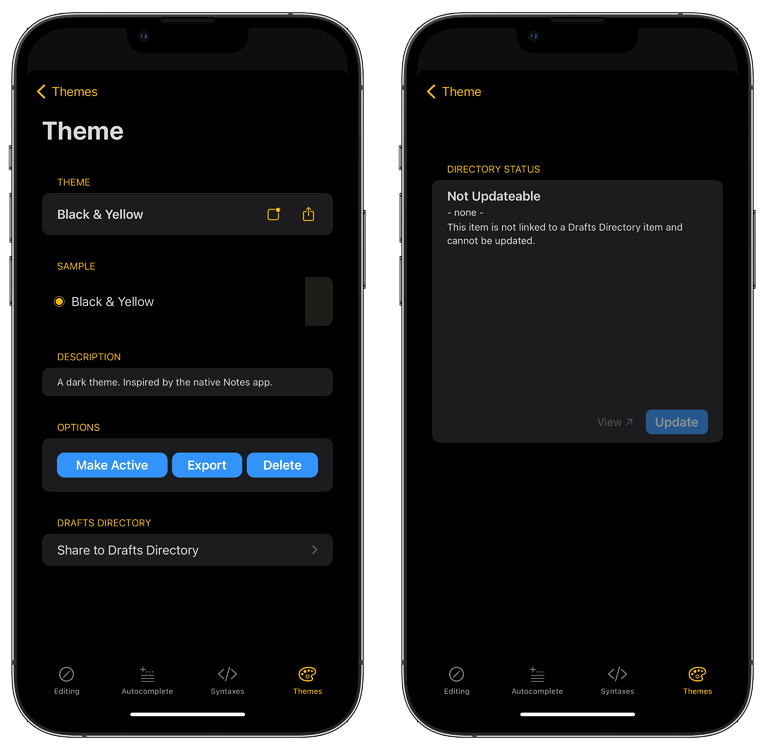 Themes
Theme
THEME
Black & Yellow
SAMPLE
Black & Yellow
DESCRIPTION
A dark theme. Inspired by the native Notes app.
OPTIONS
Make Active Export Delete
DRAFTS DIRECTORY
Share to Drafts Directory
Editing Autocomplete Syntaxes Themes
Theme
DIRECTORY STATUS
Not Updateable
- none -
This item is not linked to a Drafts Directory item and
cannot be updated.
View ↗ Update
Editing Autocomplete Syntaxes Themes